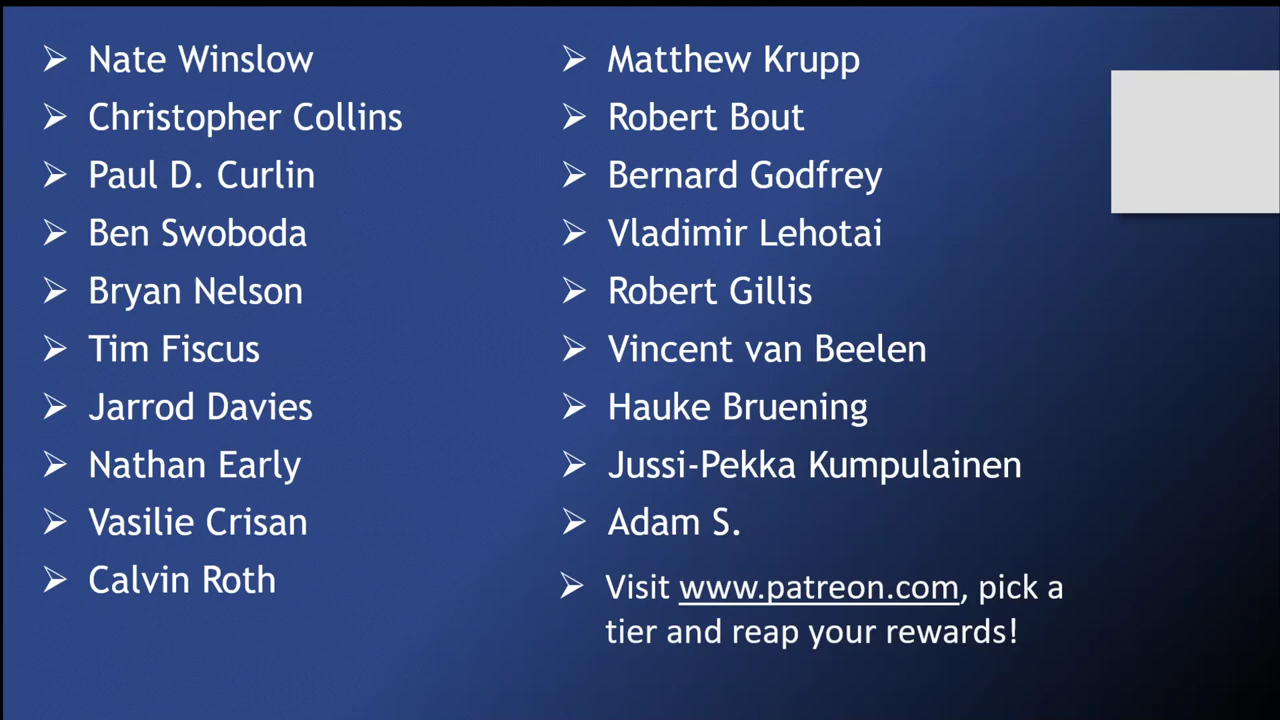 Nate Winslow
Christopher Collins
Paul D. Curlin
Ben Swoboda
Bryan Nelson
Tim Fiscus
Jarrod Davies
Nathan Early
Vasilie Crisan
Calvin Roth
Matthew Krupp
Robert Bout
Bernard Godfrey
Vladimir Lehotai
Robert Gillis
Vincent van Beelen
Hauke Bruening
Jussi-Pekka Kumpulainen
Adam S.
Visit www.patreon.com, pick a
tier and reap your rewards!